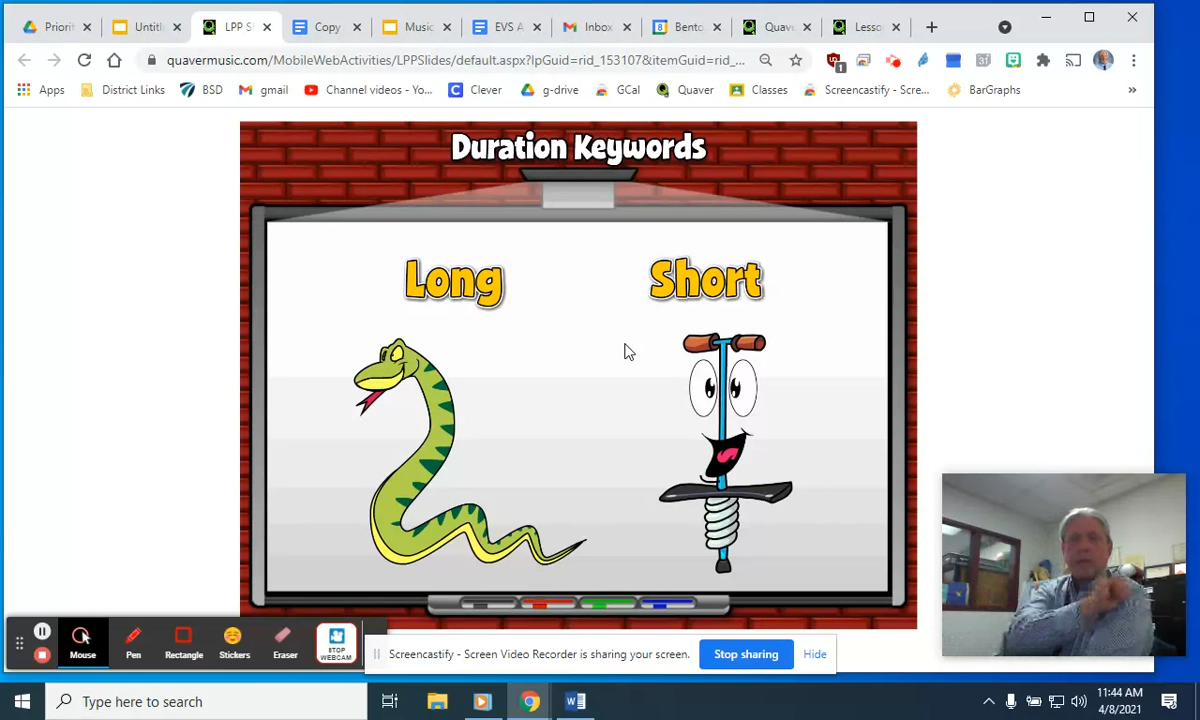 Priorit
Untitl
LPP S
Copy
Music
EVS A
Inbox
Bento
Quav
Lesso
quavermusic.com/MobileWebActivities/LPPSlides/default.aspx?lpGuid=rid_153107&itemGuid=rid_...
1
31
Apps
District Links
BSD
gmail
Channel videos - Yo...
Clever
g-drive
GCal
Quaver
Classes
Screencastify - Scre...
BarGraphs
»
Duration Keywords
Long
Short
Mouse
Pen
Rectangle
Stickers
Eraser
STOP
WEBCAM
Screencastify - Screen Video Recorder is sharing your screen.
Stop sharing
Hide
Type here to search
11:44 AM
4/8/2021